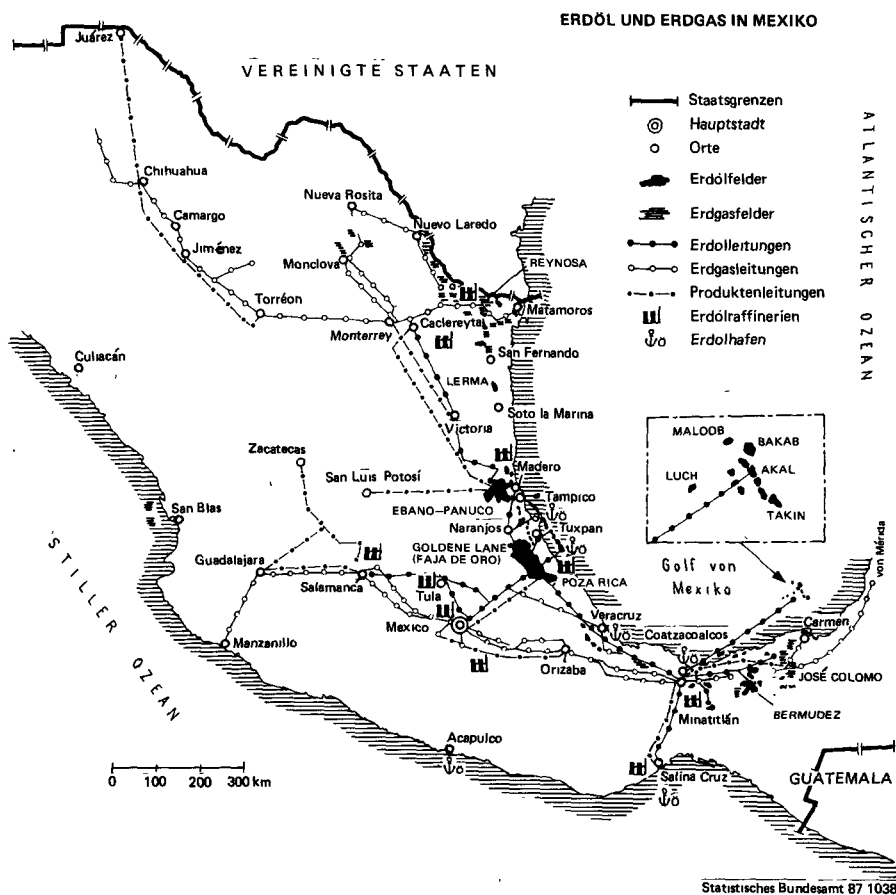 ERDÖL UND ERDGAS IN MEXIKO
Juárez
VEREINIGTE STAATEN
Staatsgrenzen
Hauptstadt
Orte
Erdölfelder
Erdgasfelder
Erdolleitungen
Erdgasleitungen
Produktenleitungen
Erdölraffinerien
Erdolhafen
ATLANTISCHER OZEAN
Chihuahua
Camargo
Jiménez
Nueva Rosita
Nuevo Laredo
Monclova
REYNOSA
Torréon
Monterrey
Caclereyta
Matamoros
San Fernando
Culiacán
LERMA
Soto la Marina
Victoria
Zacatecas
San Luis Potosí
Madero
EBANO-PANUCO
Tampico
San Blas
Naranjos
Tuxpan
GOLDENE LANE
(FAJA DE ORO)
POZA RICA
Guadalajara
Salamanca
Tula
Mexico
Veracruz
Coatzacoalcos
Manzanillo
Orizaba
MALOOB
BAKAB
LUCH
AKAL
TAKIN
Golf von
Mexiko
von Mérida
Carmen
JOSÉ COLOMO
Minatitlán
BERMUDEZ
STILLER OZEAN
Acapulco
Salina Cruz
GUATEMALA
0 100 200 300 km
Statistisches Bundesamt 87 1038